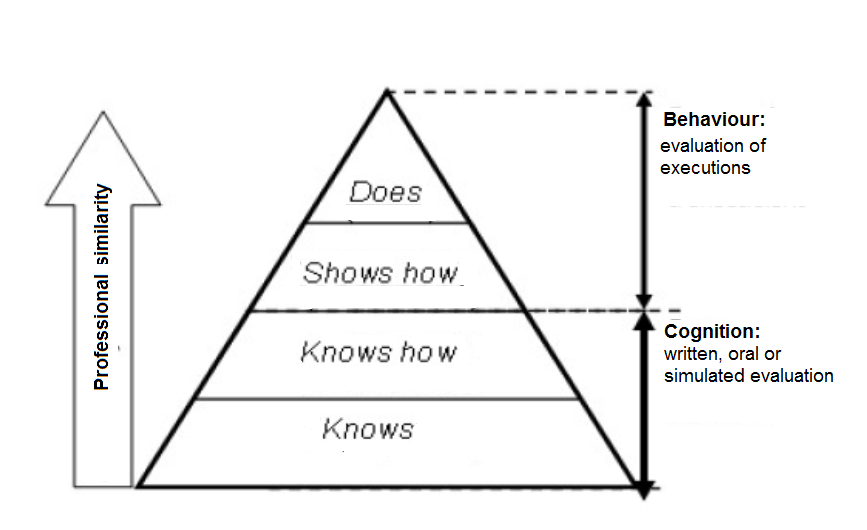 Professional similarity
Does
Shows how
Knows how
Knows
Behaviour:
evaluation of
executions
Cognition:
written, oral or
simulated evaluation